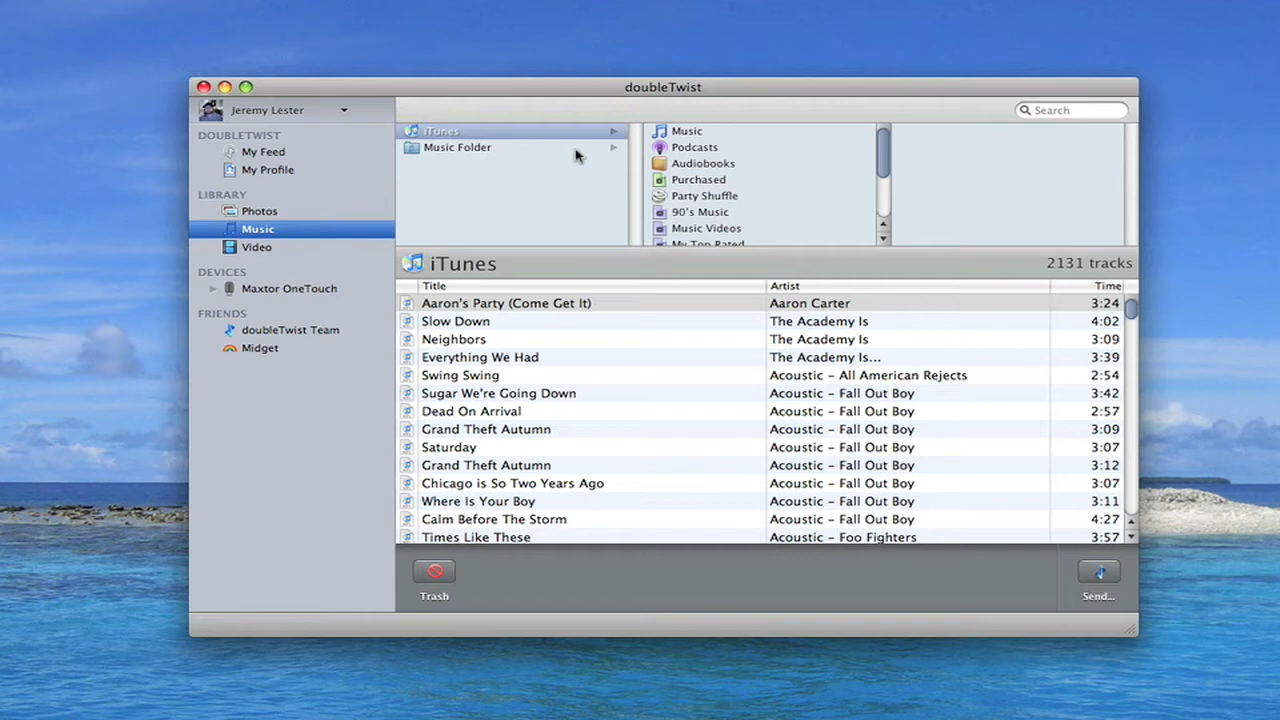 doubleTwist
Jeremy Lester
Search
DOUBLETWIST
My Feed
My Profile
LIBRARY
Photos
Music
Video
DEVICES
Maxtor OneTouch
FRIENDS
doubleTwist Team
Midget
iTunes
Music Folder
Music
Podcasts
Audiobooks
Purchased
Party Shuffle
90's Music
Music Videos
My Top Rated
iTunes 2131 tracks
Title Artist Time
Aaron's Party (Come Get It) Aaron Carter 3:24
Slow Down The Academy Is 4:02
Neighbors The Academy Is 3:09
Everything We Had The Academy Is... 3:39
Swing Swing Acoustic - All American Rejects 2:54
Sugar We're Going Down Acoustic - Fall Out Boy 3:42
Dead On Arrival Acoustic - Fall Out Boy 2:57
Grand Theft Autumn Acoustic - Fall Out Boy 3:09
Saturday Acoustic - Fall Out Boy 3:07
Grand Theft Autumn Acoustic - Fall Out Boy 3:12
Chicago is So Two Years Ago Acoustic - Fall Out Boy 3:07
Where Is Your Boy Acoustic - Fall Out Boy 3:11
Calm Before The Storm Acoustic - Fall Out Boy 4:27
Times Like These Acoustic - Foo Fighters 3:57
Trash
Send...